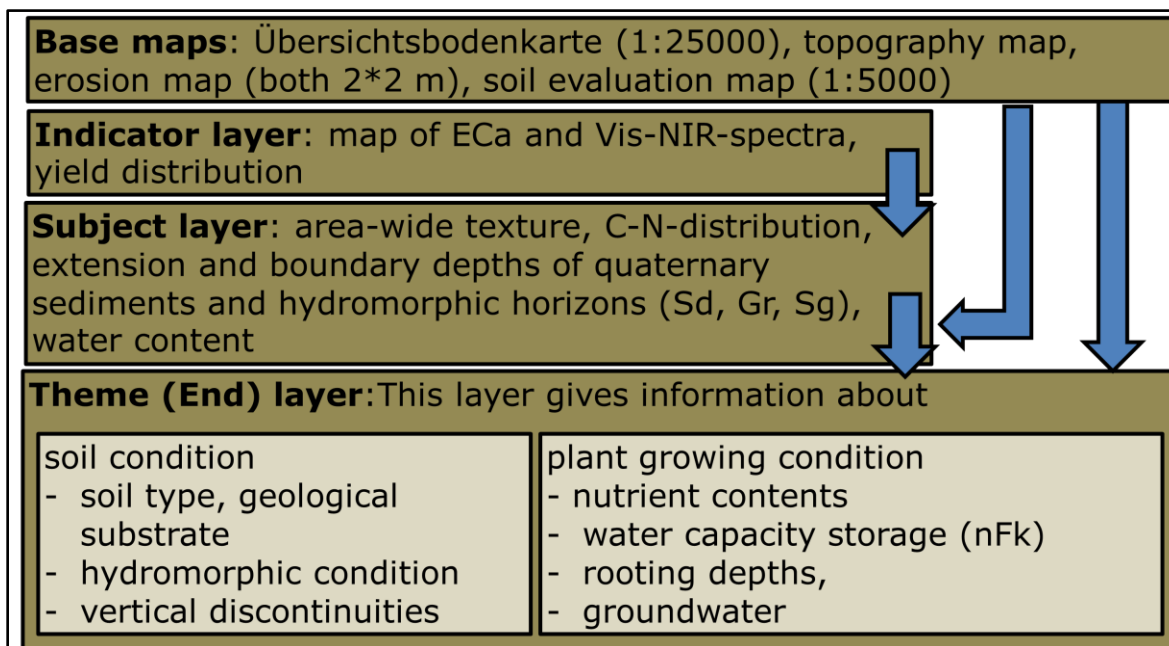 Base maps: Übersichtsbodenkarte (1:25000), topography map,
erosion map (both 2*2 m), soil evaluation map (1:5000)
Indicator layer: map of ECa and Vis-NIR-spectra,
yield distribution
Subject layer: area-wide texture, C-N-distribution,
extension and boundary depths of quaternary
sediments and hydromorphic horizons (Sd, Gr, Sg),
water content
Theme (End) layer:This layer gives information about
soil condition
- soil type, geological
substrate
- hydromorphic condition
- vertical discontinuities
plant growing condition
- nutrient contents
- water capacity storage (nFk)
- rooting depths,
- groundwater